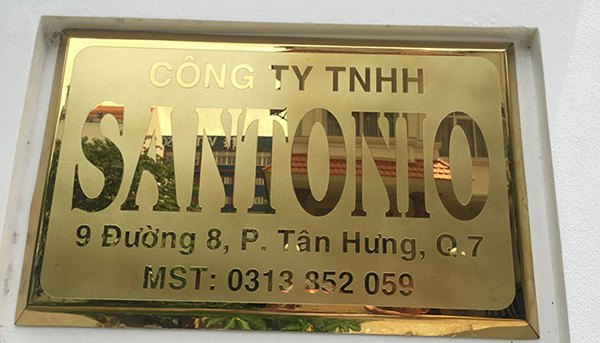 CÔNG TY TNHH
SANTONIO
9 Đường 8, P. Tân Hưng, Q.7
MST: 0313 852 059